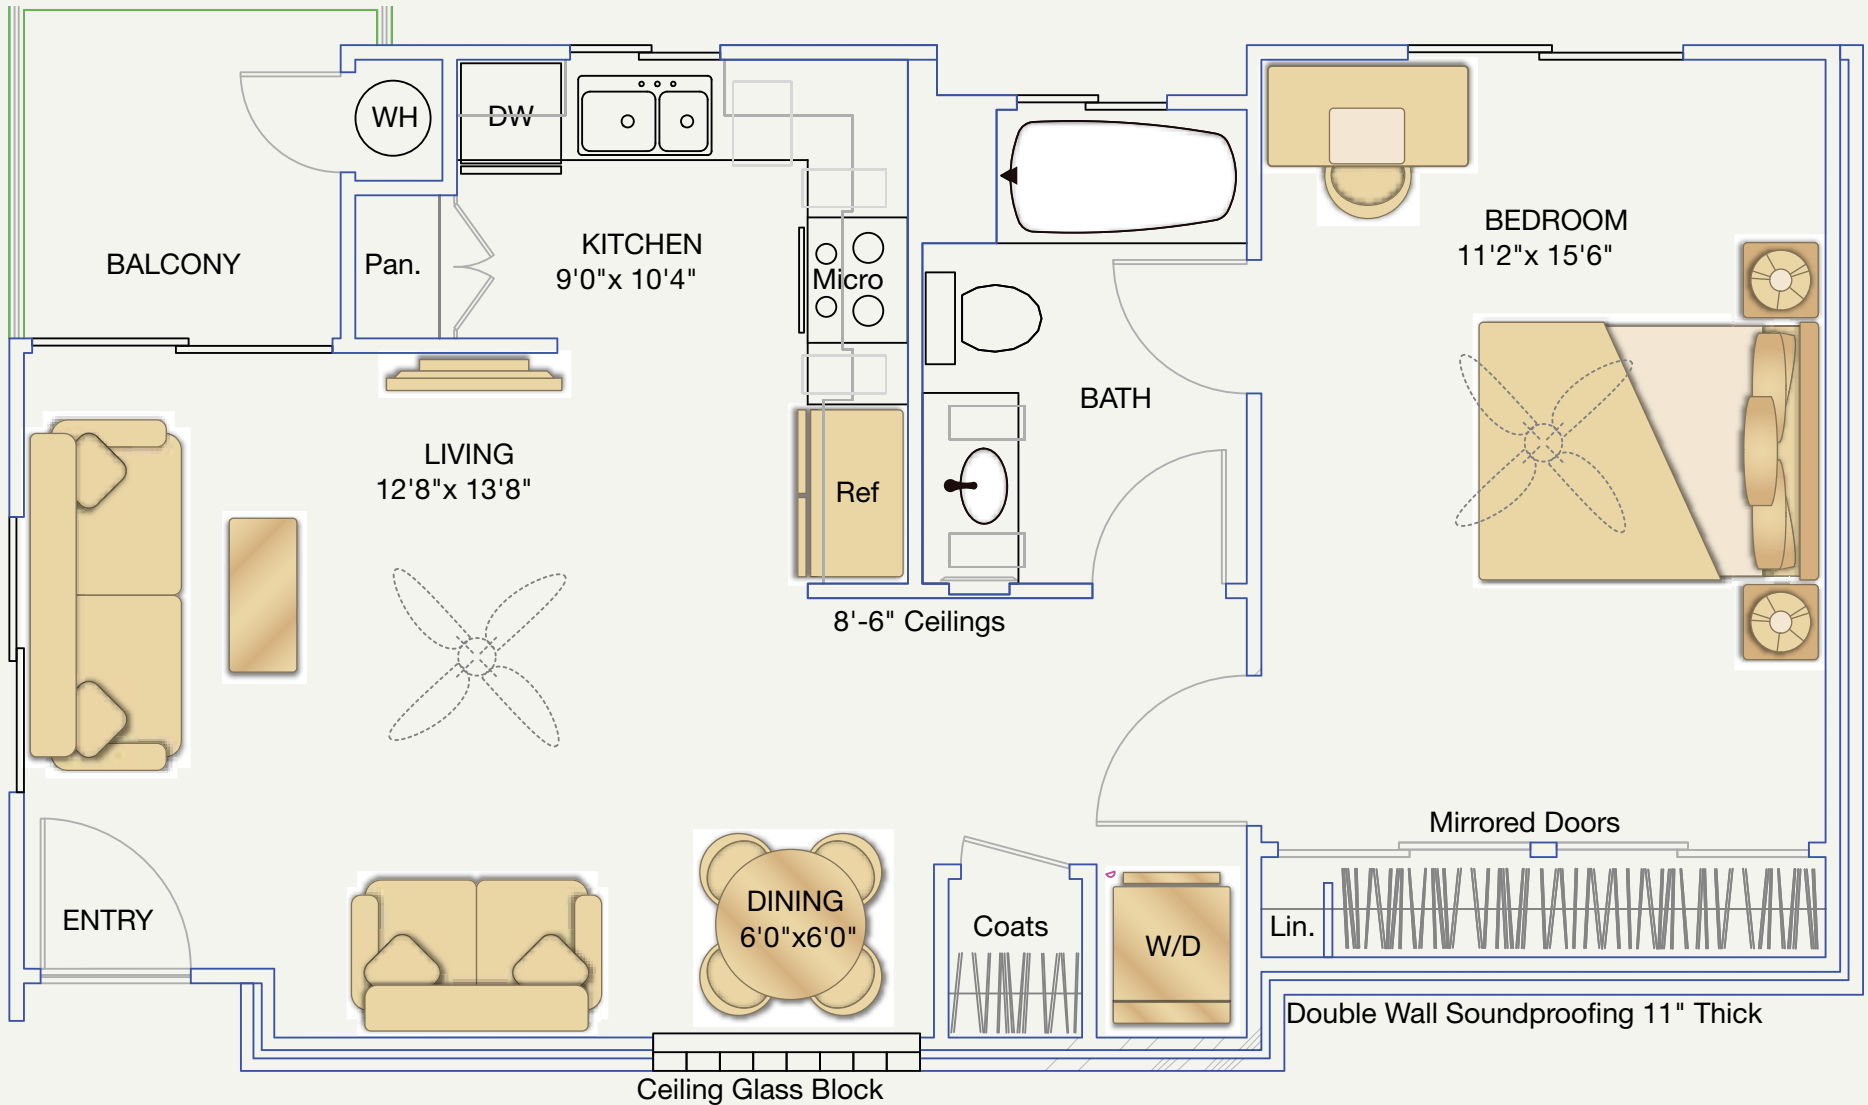 WH
DW
BALCONY
Pan.
KITCHEN
9'0"x 10'4"
Micro
BEDROOM
11'2"x 15'6"
BATH
LIVING
12'8"x 13'8"
Ref
8'-6" Ceilings
Mirrored Doors
ENTRY
DINING
6'0"x6'0"
Coats
W/D
Lin.
Double Wall Soundproofing 11" Thick
Ceiling Glass Block